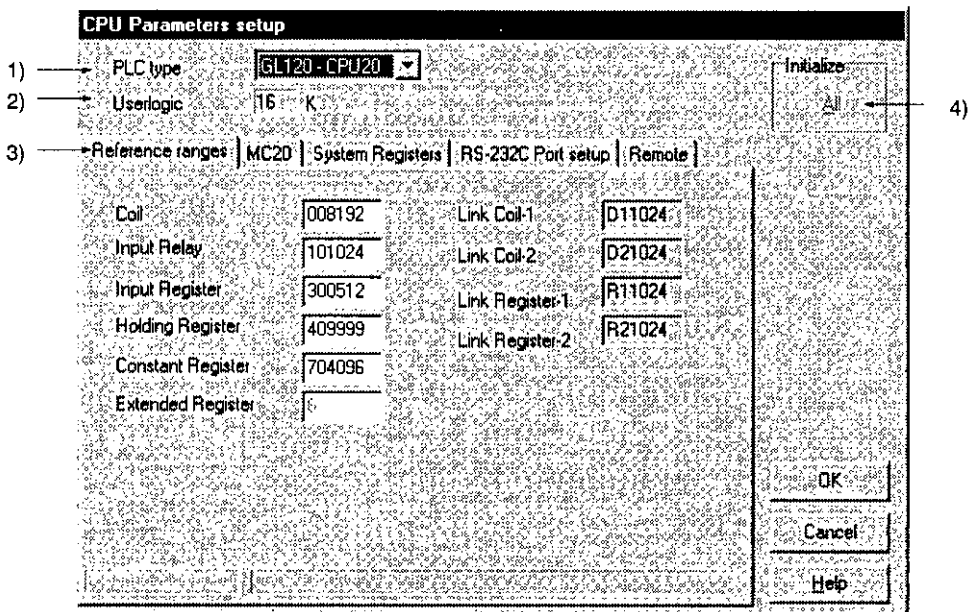 CPU Parameters setup
1) PLC type GL120 - CPU20 Initialize
2) Userlogic 16 K All 4)
3) Reference ranges MC20 System Registers RS-232C Port setup Remote
Coil 008192 Link Coil-1 D11024
Input Relay 101024 Link Coil-2 D21024
Input Register 300512 Link Register-1 R11024
Holding Register 409999 Link Register-2 R21024
Constant Register 704096
Extended Register
OK
Cancel
Help